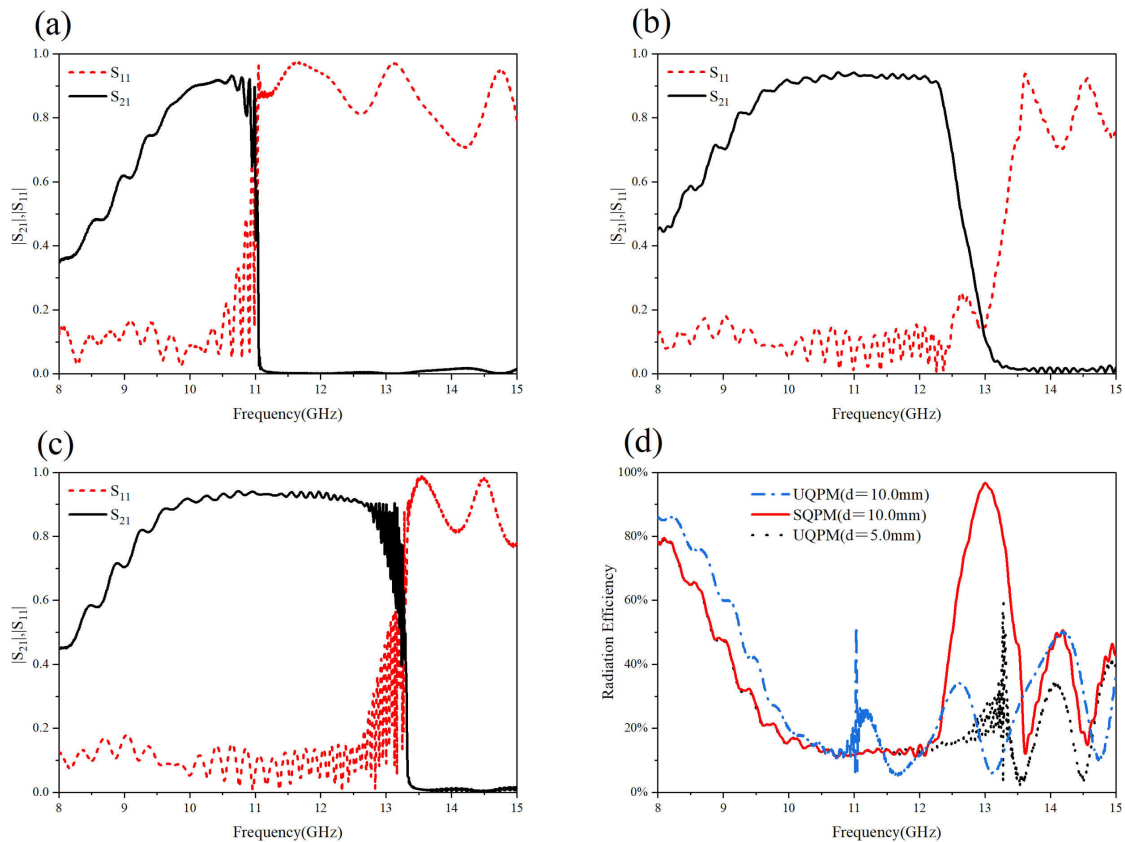 (a)
1.0
0.8
0.6
0.4
0.2
0.0
|S21|,|S11|
S11
S21
8 9 10 11 12 13 14 15
Frequency(GHz)
(b)
1.0
0.8
0.6
0.4
0.2
0.0
|S21|,|S11|
S11
S21
8 9 10 11 12 13 14 15
Frequency(GHz)
(c)
1.0
0.8
0.6
0.4
0.2
0.0
|S21|,|S11|
S11
S21
8 9 10 11 12 13 14 15
Frequency(GHz)
(d)
100%
80%
60%
40%
20%
0%
Radiation Efficiency
UQPM(d=10.0mm)
SQPM(d=10.0mm)
UQPM(d=5.0mm)
8 9 10 11 12 13 14 15
Frequency(GHz)